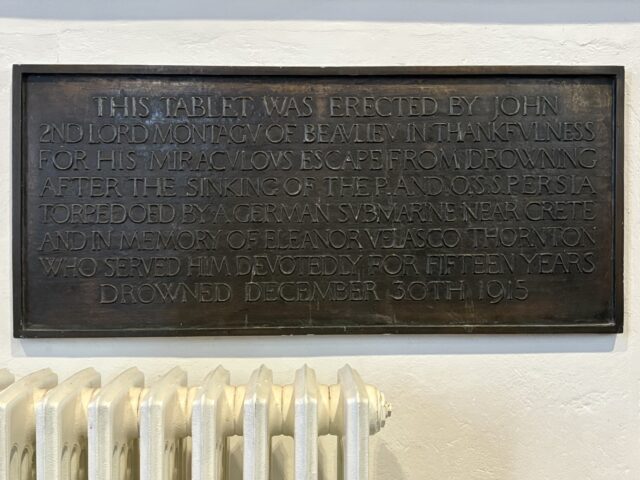 THIS TABLET WAS ERECTED BY JOHN
2ND LORD MONTAGV OF BEAVLIEV IN THANKFVLNESS
FOR HIS MIRACVLOVS ESCAPE FROM DROWNING
AFTER THE SINKING OF THE P. AND O. S.S. PERSIA
TORPEDOED BY A GERMAN SVBMARINE NEAR CRETE
AND IN MEMORY OF ELEANOR VELASCO THORNTON
WHO SERVED HIM DEVOTEDLY FOR FIFTEEN YEARS
DROWNED DECEMBER 30TH 1915